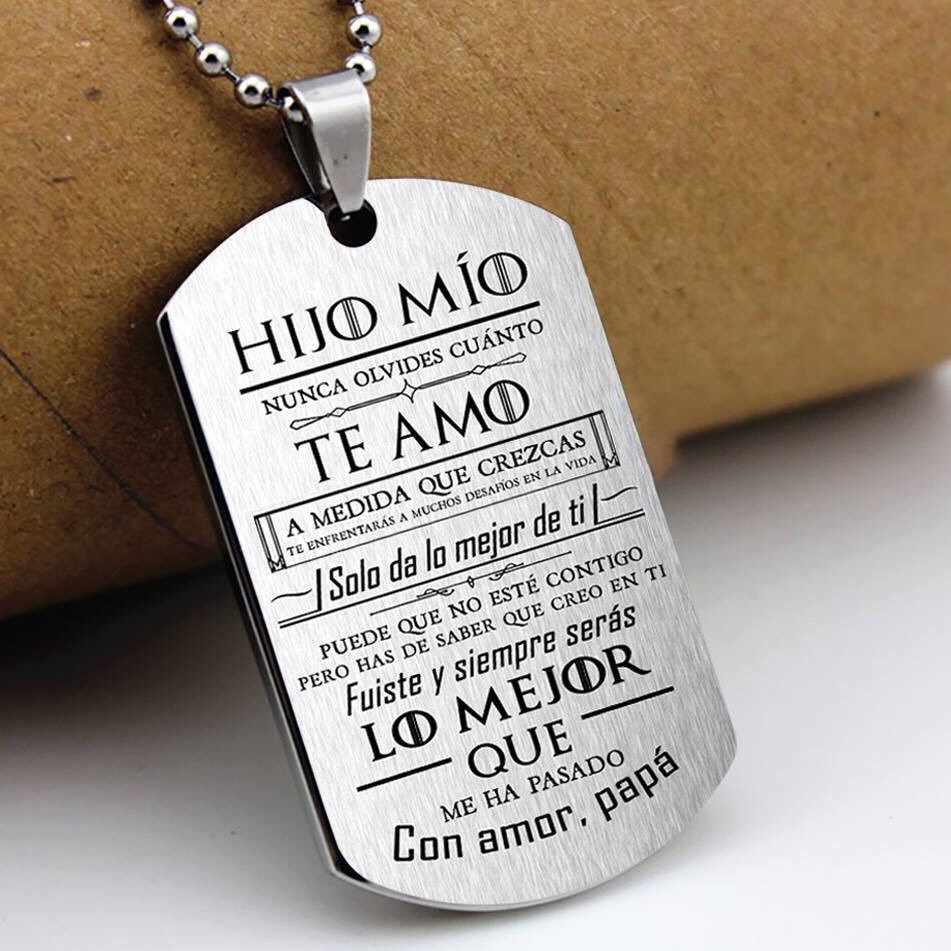 HIJO MÍO
NUNCA OLVIDES CUÁNTO
TE AMO
A MEDIDA QUE CREZCAS
TE ENFRENTARÁS A MUCHOS DESAFÍOS EN LA VIDA
Solo da lo mejor de ti
PUEDE QUE NO ESTÉ CONTIGO
PERO HAS DE SABER QUE CREO EN TI
Fuiste y siempre serás
LO MEJOR
QUE
ME HA PASADO
Con amor, papá